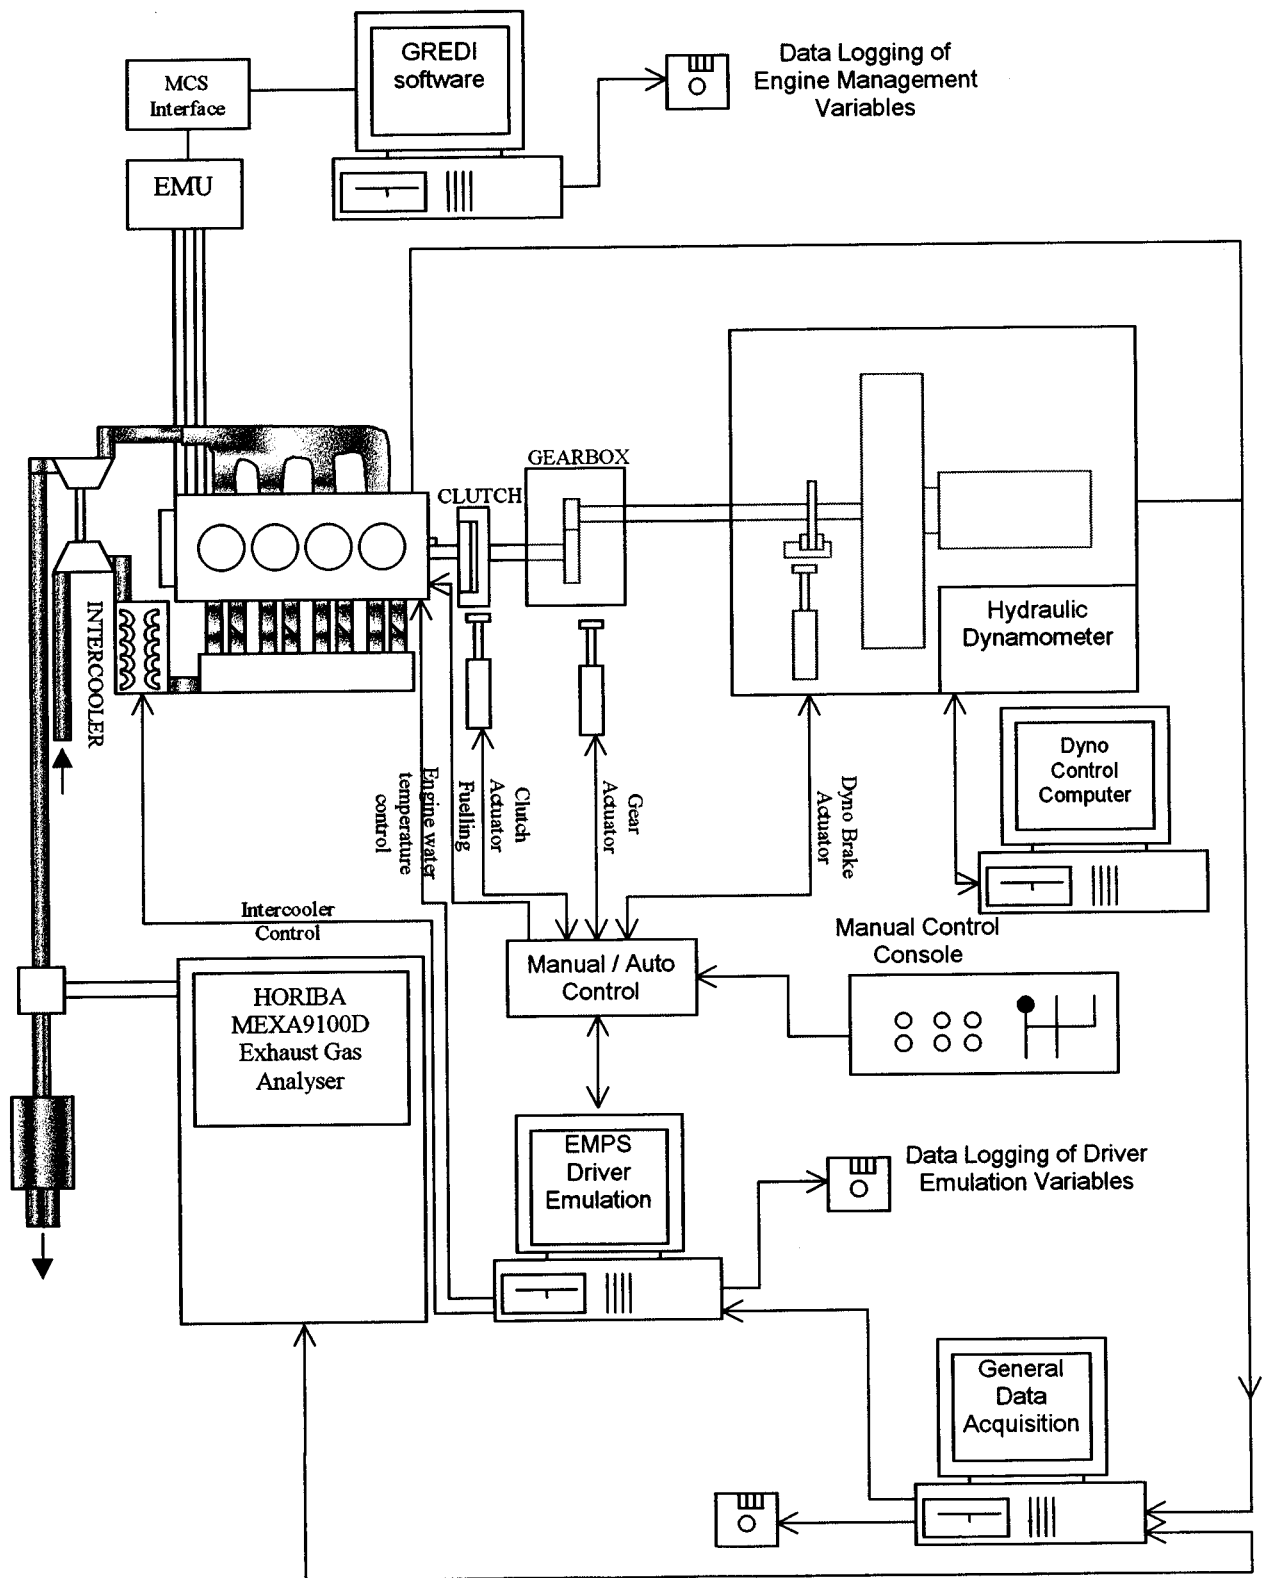 GREDI
software
Data Logging of
Engine Management
Variables
MCS
Interface
EMU
GEARBOX
CLUTCH
INTERCOOLER
Hydraulic
Dynamometer
Dyno
Control
Computer
Engine water
temperature
control
Fuelling
Clutch
Actuator
Gear
Actuator
Dyno Brake
Actuator
Intercooler
Control
Manual Control
Console
Manual / Auto
Control
HORIBA
MEXA9100D
Exhaust Gas
Analyser
EMPS
Driver
Emulation
Data Logging of Driver
Emulation Variables
General
Data
Acquisition